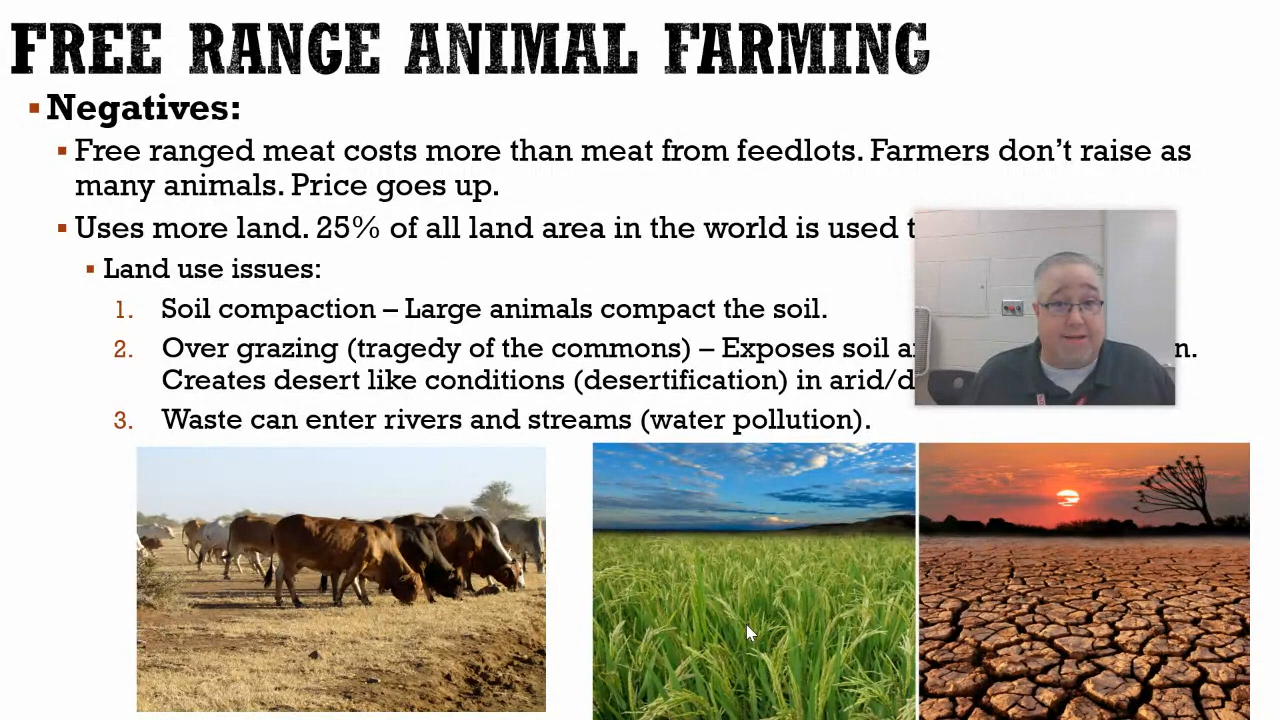 FREE RANGE ANIMAL FARMING
Negatives:
Free ranged meat costs more than meat from feedlots. Farmers don't raise as
many animals. Price goes up.
Uses more land. 25% of all land area in the world is used
Land use issues:
1. Soil compaction – Large animals compact the soil.
2. Over grazing (tragedy of the commons) – Exposes soil
Creates desert like conditions (desertification) in arid/
3. Waste can enter rivers and streams (water pollution).